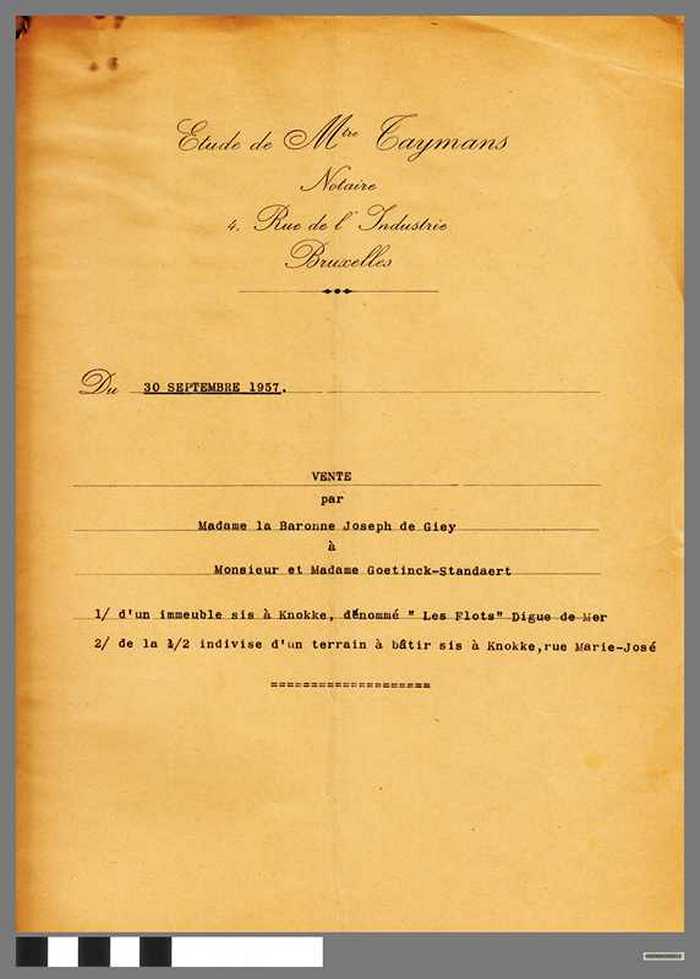 Etude de Mtre Taymans
Notaire
4, Rue de l'Industrie
Bruxelles
Du 30 SEPTEMBRE 1957.
VENTE
par
Madame la Baronne Joseph de Giey
à
Monsieur et Madame Goetinck-Standaert
1/ d'un immeuble sis à Knokke, dénommé " Les Flots" Digue de Mer
2/ de la 1/2 indivise d'un terrain à bâtir sis à Knokke,rue Marie-José
====================